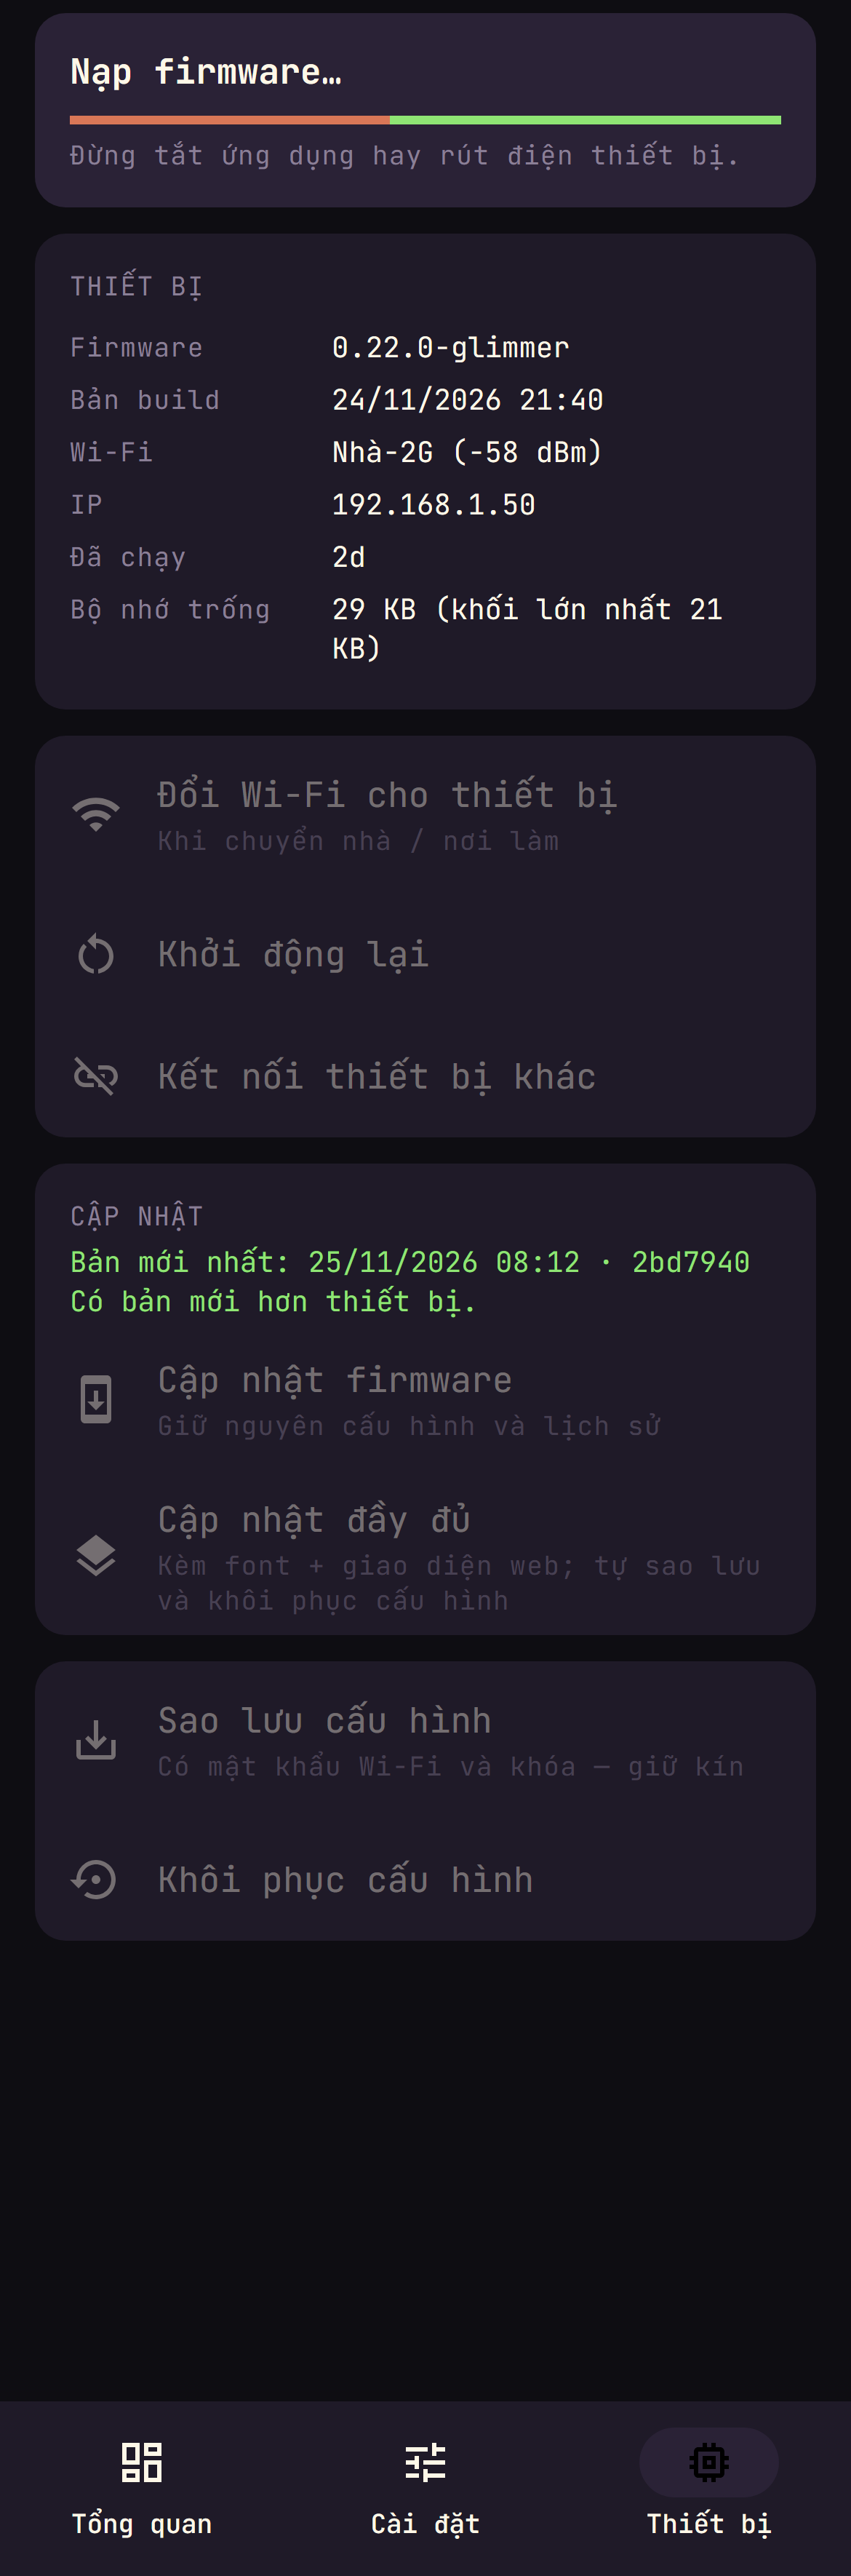 Nạp firmware…
Đừng tắt ứng dụng hay rút điện thiết bị.
THIẾT BỊ
Firmware 0.22.0-glimmer
Bản build 24/11/2026 21:40
Wi-Fi Nhà-2G (-58 dBm)
IP 192.168.1.50
Đã chạy 2d
Bộ nhớ trống 29 KB (khối lớn nhất 21
KB)
Đổi Wi-Fi cho thiết bị
Khi chuyển nhà / nơi làm
Khởi động lại
Kết nối thiết bị khác
CẬP NHẬT
Bản mới nhất: 25/11/2026 08:12 · 2bd7940
Có bản mới hơn thiết bị.
Cập nhật firmware
Giữ nguyên cấu hình và lịch sử
Cập nhật đầy đủ
Kèm font + giao diện web; tự sao lưu
và khôi phục cấu hình
Sao lưu cấu hình
Có mật khẩu Wi-Fi và khóa — giữ kín
Khôi phục cấu hình
Tổng quan
Cài đặt
Thiết bị